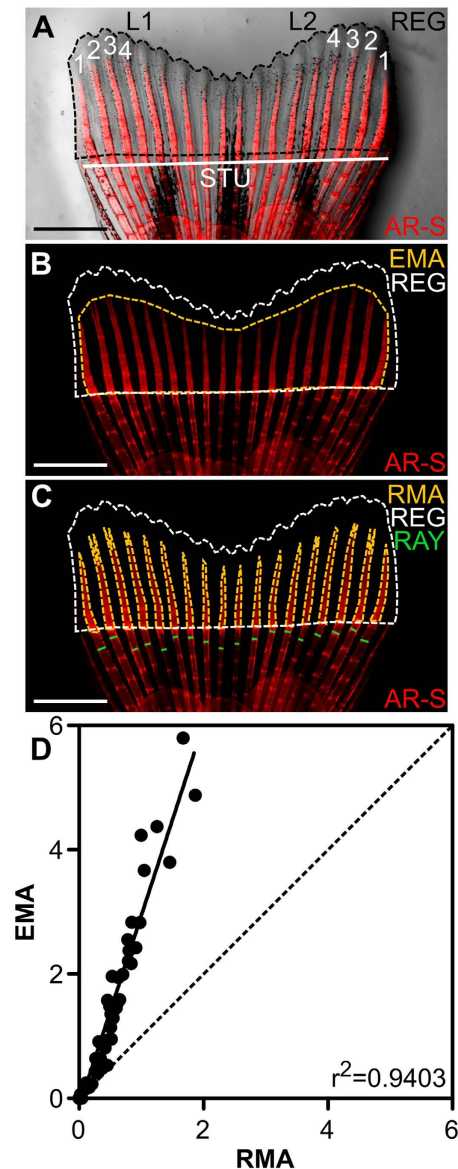 A L1 L2 REG
1 2 3 4 4 3 2 1
STU
AR-S
B EMA
REG
AR-S
C RMA
REG
RAY
AR-S
D
6
4
2
0
EMA
r²=0.9403
0 2 4 6
RMA